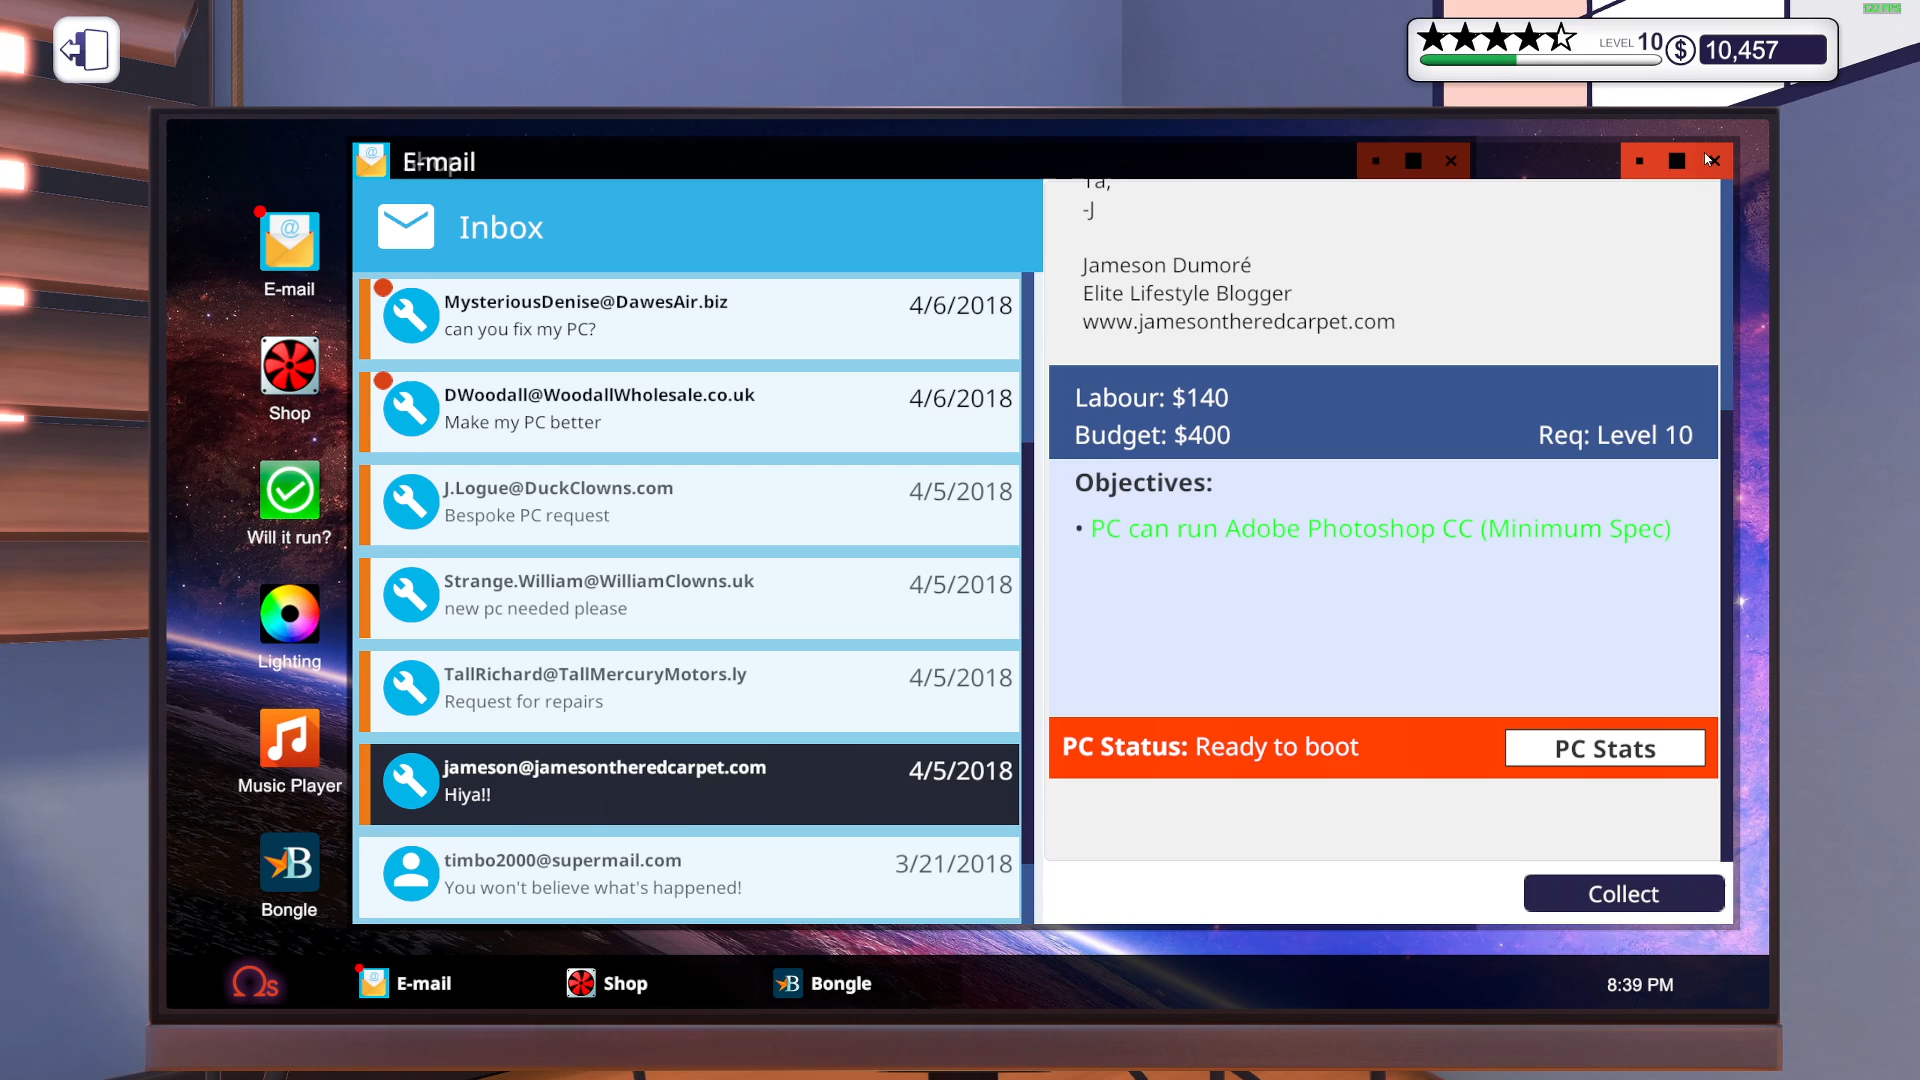 122 FPS
LEVEL 10
$ 10,457
E-mail
Inbox
MysteriousDenise@DawesAir.biz 4/6/2018
can you fix my PC?
DWoodall@WoodallWholesale.co.uk 4/6/2018
Make my PC better
J.Logue@DuckClowns.com 4/5/2018
Bespoke PC request
Strange.William@WilliamClowns.uk 4/5/2018
new pc needed please
TallRichard@TallMercuryMotors.ly 4/5/2018
Request for repairs
jameson@jamesontheredcarpet.com 4/5/2018
Hiya!!
timbo2000@supermail.com 3/21/2018
You won't believe what's happened!
Ta,
-J
Jameson Dumoré
Elite Lifestyle Blogger
www.jamesontheredcarpet.com
Labour: $140
Budget: $400 Req: Level 10
Objectives:
• PC can run Adobe Photoshop CC (Minimum Spec)
PC Status: Ready to boot PC Stats
Collect
E-mail
Shop
Will it run?
Lighting
Music Player
B
Bongle
Ωs E-mail Shop B Bongle 8:39 PM